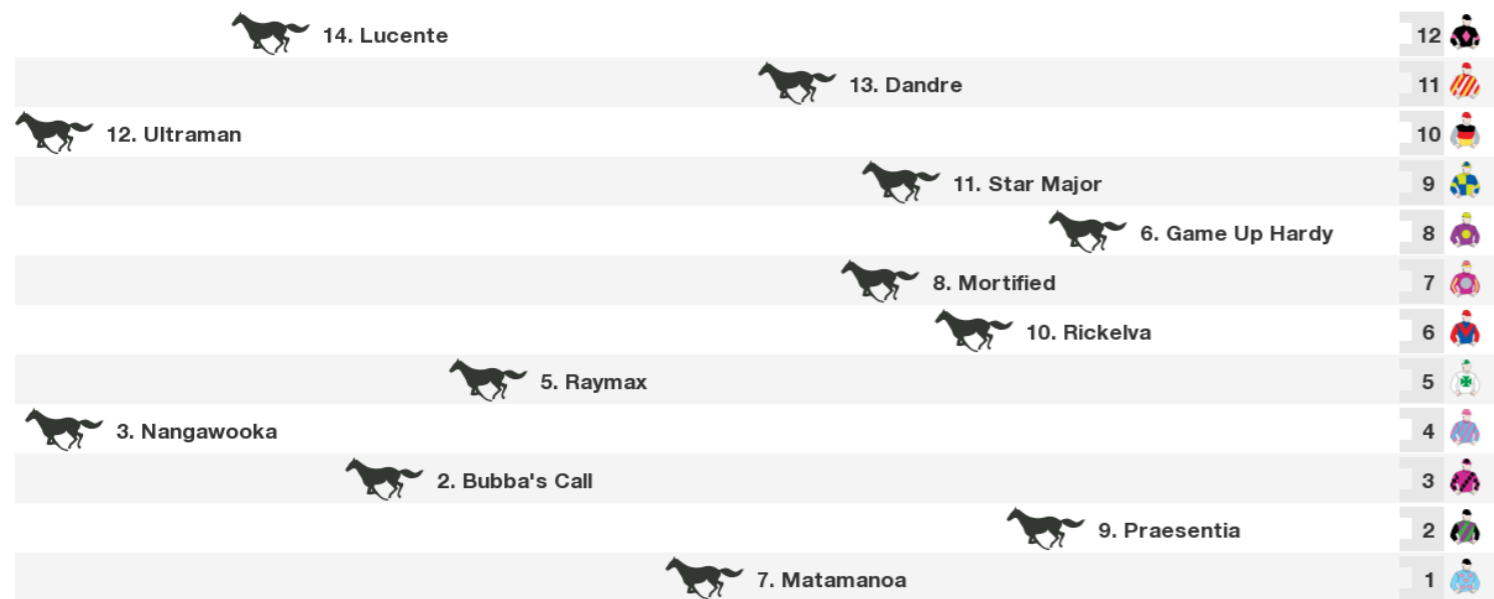 14. Lucente 12
13. Dandre 11
12. Ultraman 10
11. Star Major 9
6. Game Up Hardy 8
8. Mortified 7
10. Rickelva 6
5. Raymax 5
3. Nangawooka 4
2. Bubba's Call 3
9. Praesentia 2
7. Matamanoa 1